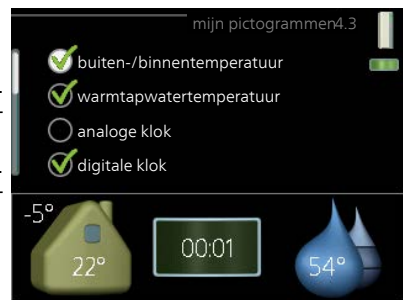 mijn pictogrammen4.3
buiten-/binnentemperatuur
warmtapwatertemperatuur
analoge klok
digitale klok
-5°
22°
00:01
54°